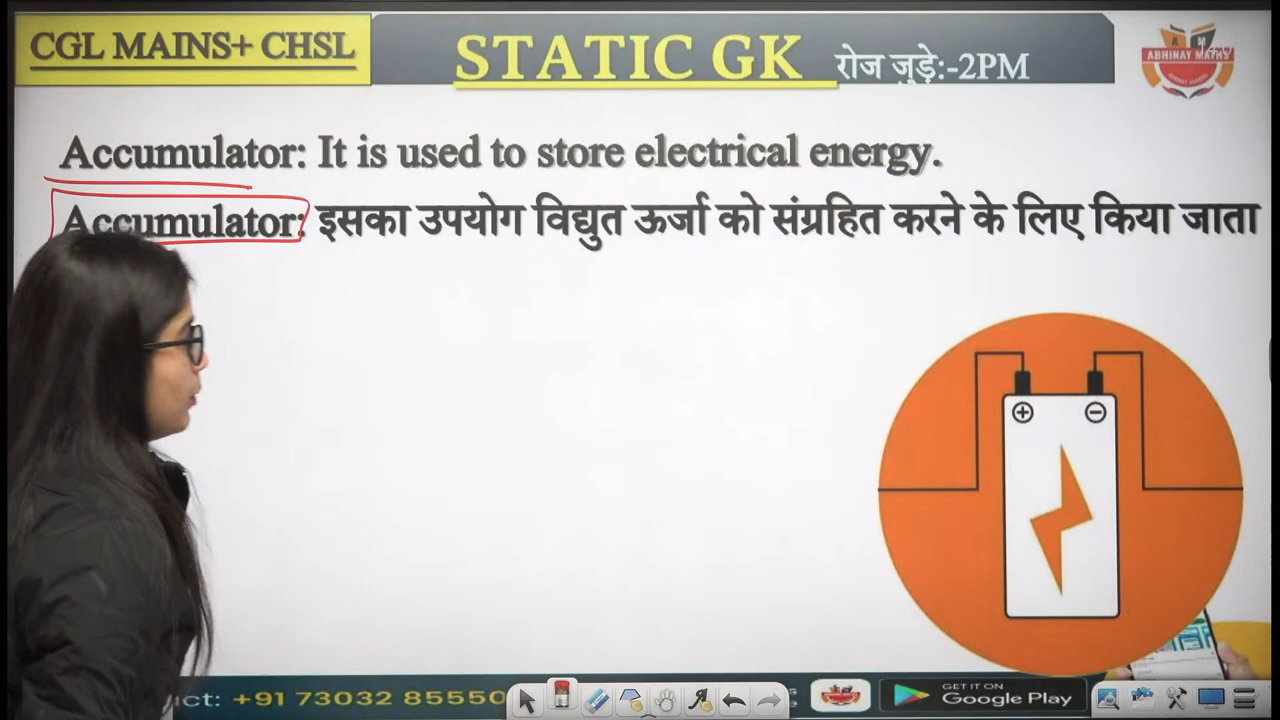 CGL MAINS+ CHSL
STATIC GK
रोज जुड़े:-2PM
ABHINAY MATHS
Accumulator: It is used to store electrical energy.
Accumulator: इसका उपयोग विद्युत ऊर्जा को संग्रहित करने के लिए किया जाता
ct: +91 73032 85550
GET IT ON
Google Play